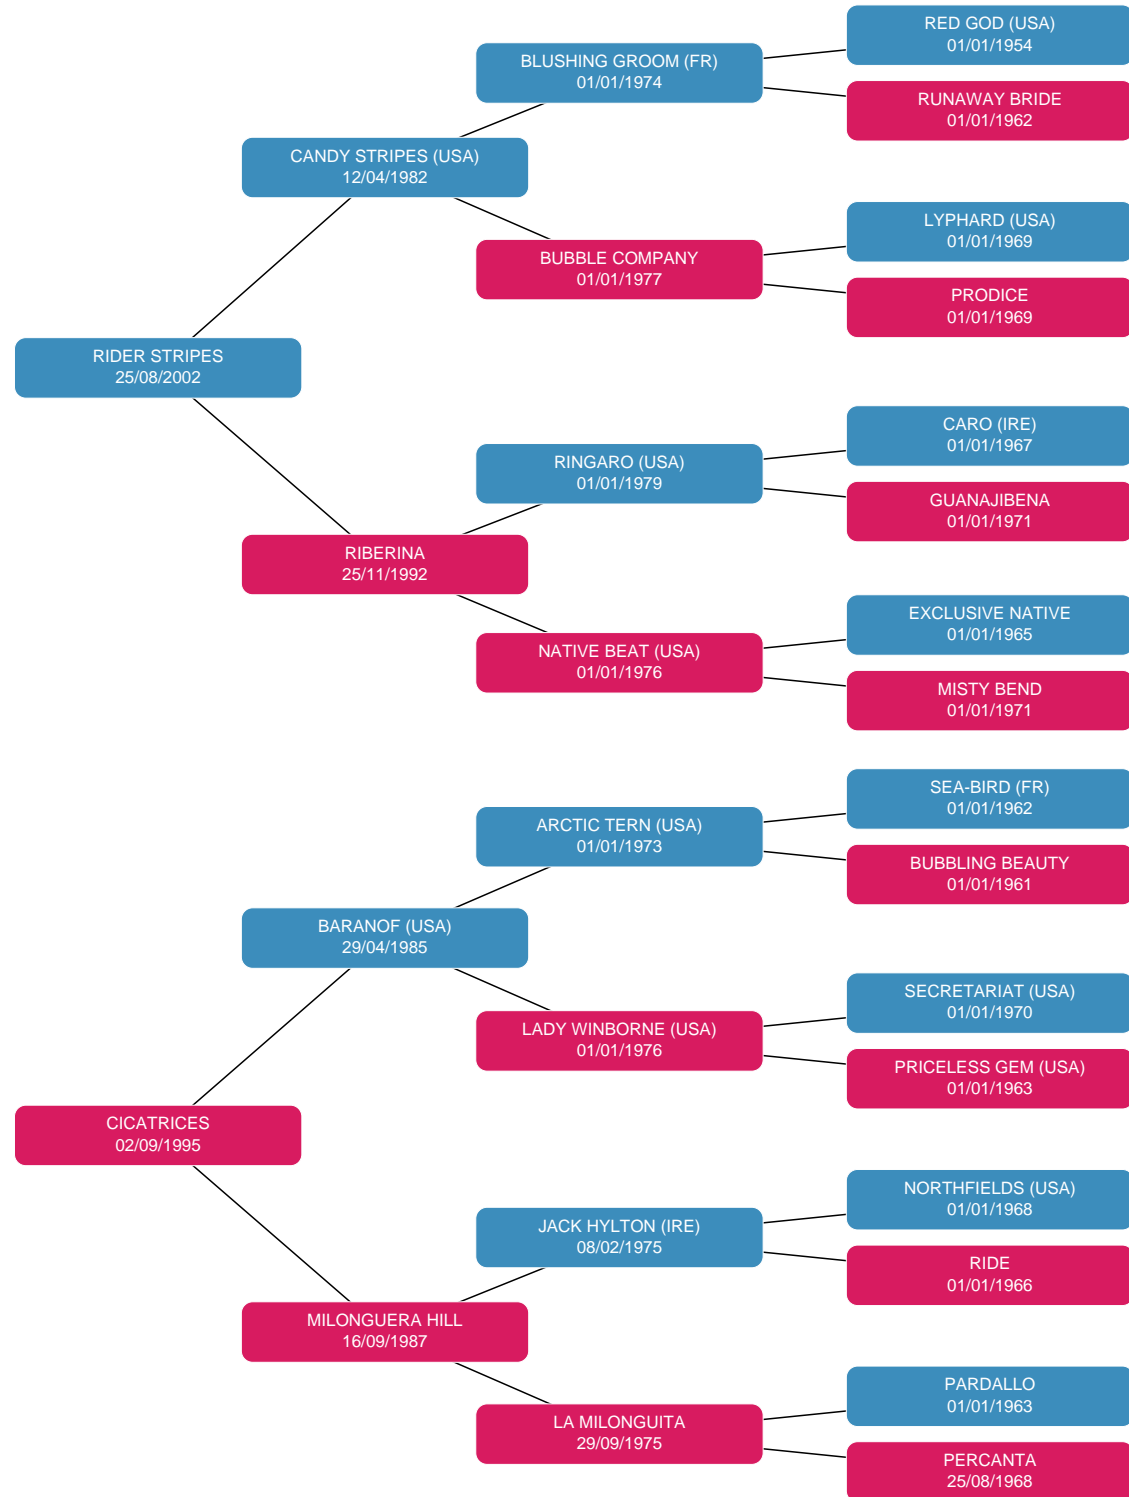 RED GOD (USA)
01/01/1954
BLUSHING GROOM (FR)
01/01/1974
RUNAWAY BRIDE
01/01/1962
CANDY STRIPES (USA)
12/04/1982
LYPHARD (USA)
01/01/1969
BUBBLE COMPANY
01/01/1977
PRODICE
01/01/1969
RIDER STRIPES
25/08/2002
CARO (IRE)
01/01/1967
RINGARO (USA)
01/01/1979
GUANAJIBENA
01/01/1971
RIBERINA
25/11/1992
EXCLUSIVE NATIVE
01/01/1965
NATIVE BEAT (USA)
01/01/1976
MISTY BEND
01/01/1971
SEA-BIRD (FR)
01/01/1962
ARCTIC TERN (USA)
01/01/1973
BUBBLING BEAUTY
01/01/1961
BARANOF (USA)
29/04/1985
SECRETARIAT (USA)
01/01/1970
LADY WINBORNE (USA)
01/01/1976
PRICELESS GEM (USA)
01/01/1963
CICATRICES
02/09/1995
NORTHFIELDS (USA)
01/01/1968
JACK HYLTON (IRE)
08/02/1975
RIDE
01/01/1966
MILONGUERA HILL
16/09/1987
PARDALLO
01/01/1963
LA MILONGUITA
29/09/1975
PERCANTA
25/08/1968